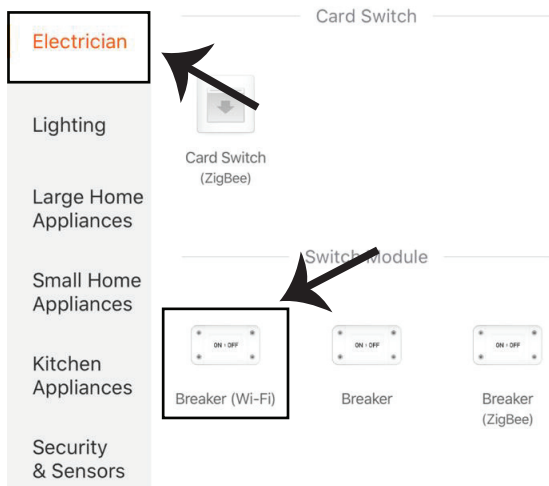 Electrician
Lighting
Large Home
Appliances
Small Home
Appliances
Kitchen
Appliances
Security
& Sensors
Card Switch
Card Switch
(ZigBee)
Switch Module
ON › OFF
ON › OFF
ON › OFF
Breaker (Wi-Fi)
Breaker
Breaker
(ZigBee)